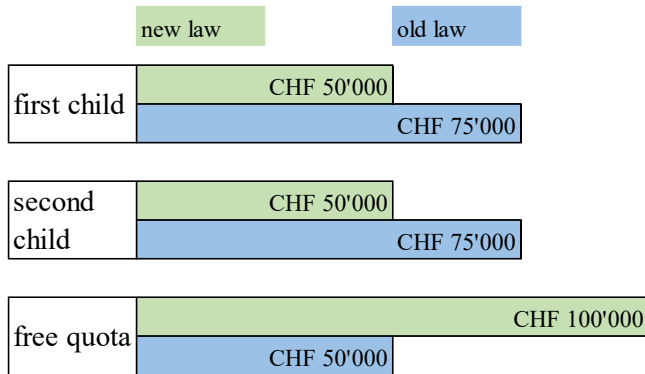 new law
old law
first child
CHF 50'000
CHF 75'000
second
child
CHF 50'000
CHF 75'000
free quota
CHF 100'000
CHF 50'000